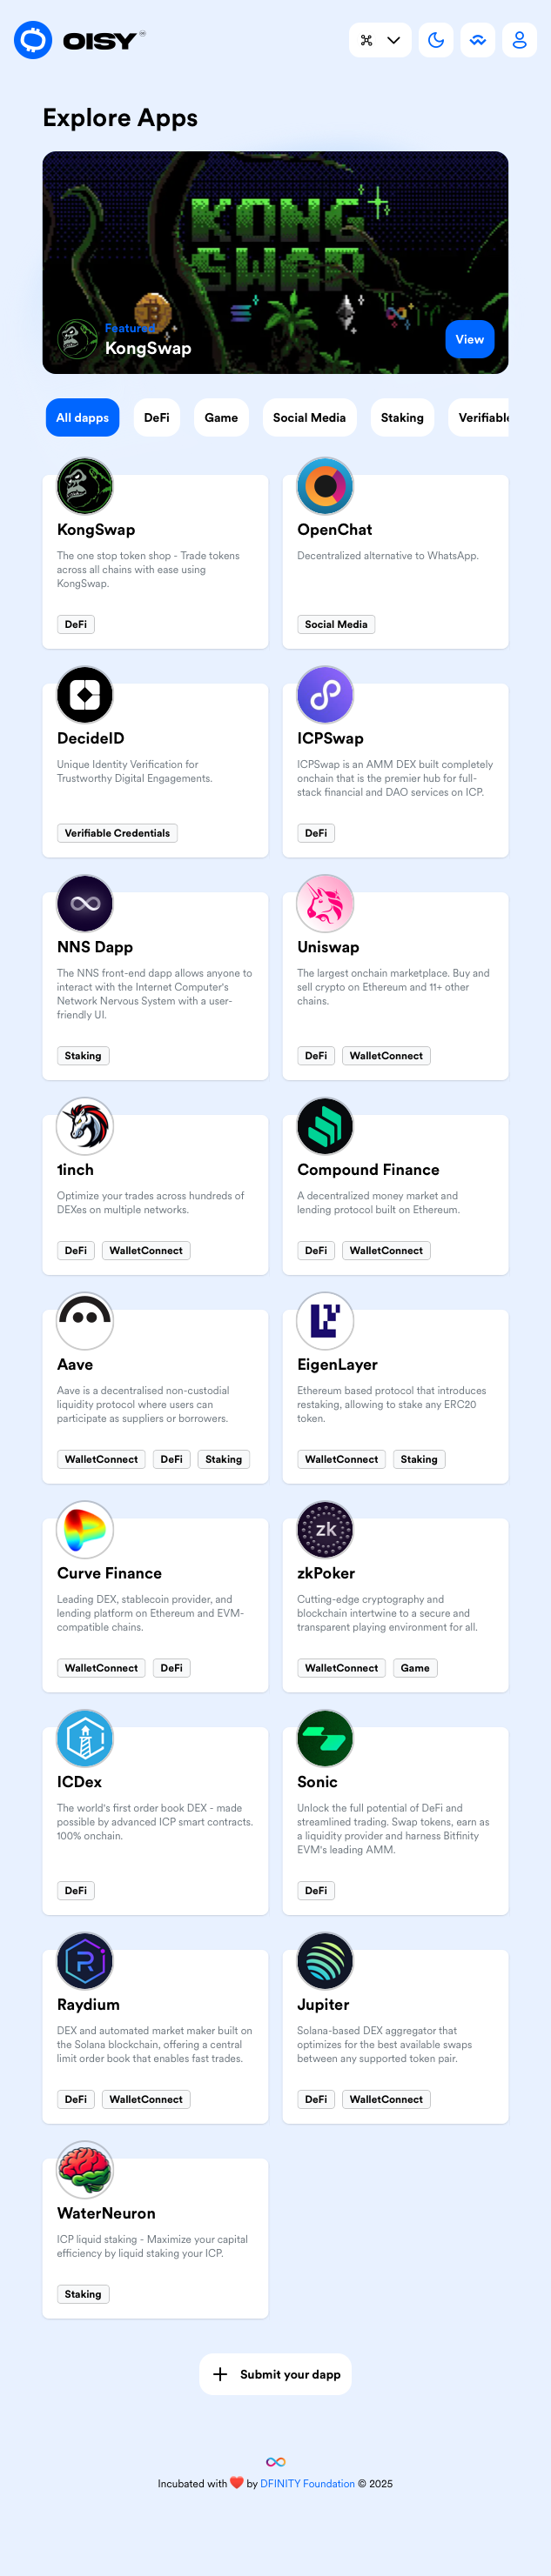 OISY
Explore Apps
KONG
SWAP
Featured
KongSwap
View
All dapps
DeFi
Game
Social Media
Staking
Verifiable
KongSwap
The one stop token shop - Trade tokens
across all chains with ease using
KongSwap.
DeFi
OpenChat
Decentralized alternative to WhatsApp.
Social Media
DecideID
Unique Identity Verification for
Trustworthy Digital Engagements.
Verifiable Credentials
ICPSwap
ICPSwap is an AMM DEX built completely
onchain that is the premier hub for full-
stack financial and DAO services on ICP.
DeFi
NNS Dapp
The NNS front-end dapp allows anyone to
interact with the Internet Computer's
Network Nervous System with a user-
friendly UI.
Staking
Uniswap
The largest onchain marketplace. Buy and
sell crypto on Ethereum and 11+ other
chains.
DeFi
WalletConnect
1inch
Optimize your trades across hundreds of
DEXes on multiple networks.
DeFi
WalletConnect
Compound Finance
A decentralized money market and
lending protocol built on Ethereum.
DeFi
WalletConnect
Aave
Aave is a decentralised non-custodial
liquidity protocol where users can
participate as suppliers or borrowers.
WalletConnect
DeFi
Staking
EigenLayer
Ethereum based protocol that introduces
restaking, allowing to stake any ERC20
token.
WalletConnect
Staking
Curve Finance
Leading DEX, stablecoin provider, and
lending platform on Ethereum and EVM-
compatible chains.
WalletConnect
DeFi
zk
zkPoker
Cutting-edge cryptography and
blockchain intertwine to a secure and
transparent playing environment for all.
WalletConnect
Game
ICDex
The world's first order book DEX - made
possible by advanced ICP smart contracts.
100% onchain.
DeFi
Sonic
Unlock the full potential of DeFi and
streamlined trading. Swap tokens, earn as
a liquidity provider and harness Bitfinity
EVM's leading AMM.
DeFi
Raydium
DEX and automated market maker built on
the Solana blockchain, offering a central
limit order book that enables fast trades.
DeFi
WalletConnect
Jupiter
Solana-based DEX aggregator that
optimizes for the best available swaps
between any supported token pair.
DeFi
WalletConnect
WaterNeuron
ICP liquid staking - Maximize your capital
efficiency by liquid staking your ICP.
Staking
Submit your dapp
Incubated with ❤️ by DFINITY Foundation © 2025